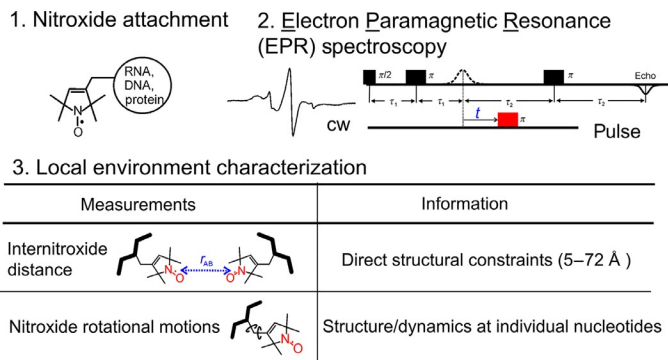 1. Nitroxide attachment
2. Electron Paramagnetic Resonance
(EPR) spectroscopy
RNA,
DNA,
protein
N
O
cw
π/2
π
π
Echo
τ1
τ1
τ2
τ2
t
π
Pulse
3. Local environment characterization
Measurements
Information
Internitroxide
distance
N
O
rAB
N
O
Direct structural constraints (5–72 Å )
Nitroxide rotational motions
N
O
Structure/dynamics at individual nucleotides